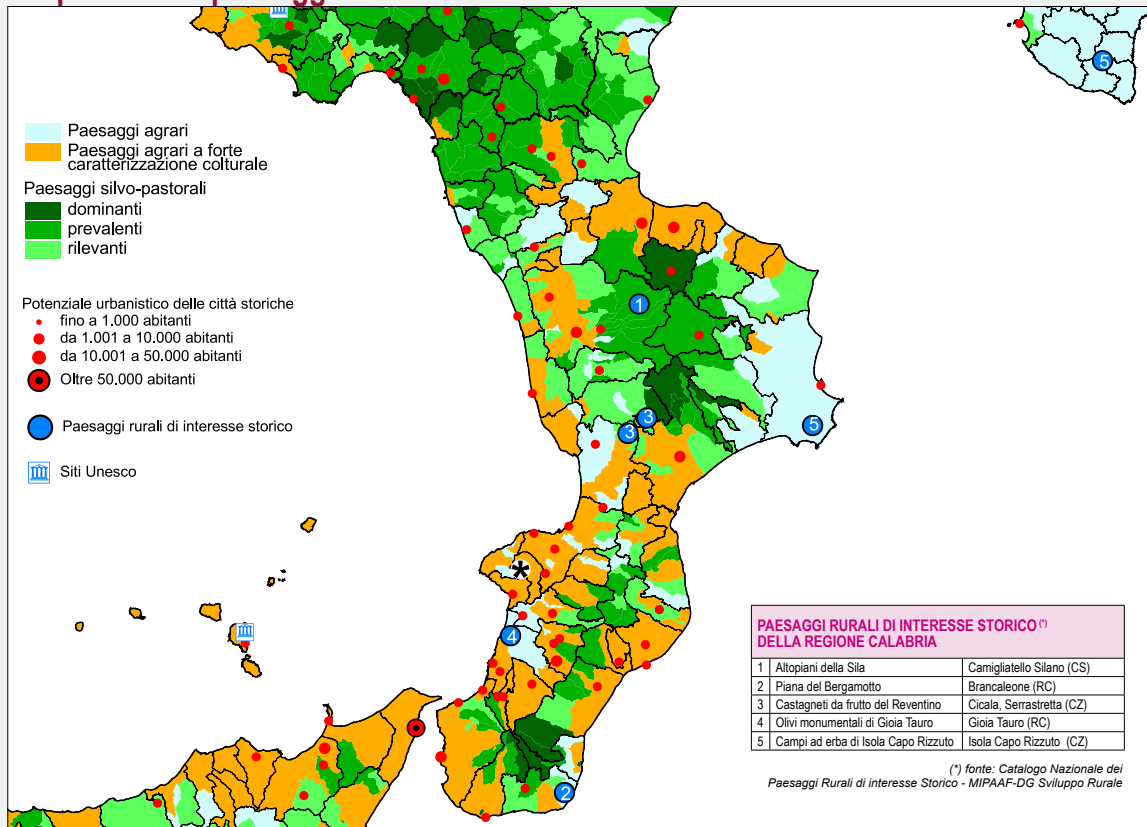 Paesaggi agrari
Paesaggi agrari a forte
caratterizzazione colturale
Paesaggi silvo-pastorali
dominanti
prevalenti
rilevanti
Potenziale urbanistico delle città storiche
fino a 1.000 abitanti
da 1.001 a 10.000 abitanti
da 10.001 a 50.000 abitanti
Oltre 50.000 abitanti
Paesaggi rurali di interesse storico
Siti Unesco
5
1
3
3
5
*
4
2
PAESAGGI RURALI DI INTERESSE STORICO (*)
DELLA REGIONE CALABRIA
1 Altopiani della Sila Camigliatello Silano (CS)
2 Piana del Bergamotto Brancaleone (RC)
3 Castagneti da frutto del Reventino Cicala, Serrastretta (CZ)
4 Olivi monumentali di Gioia Tauro Gioia Tauro (RC)
5 Campi ad erba di Isola Capo Rizzuto Isola Capo Rizzuto (CZ)
(*) fonte: Catalogo Nazionale dei
Paesaggi Rurali di interesse Storico - MIPAAF-DG Sviluppo Rurale